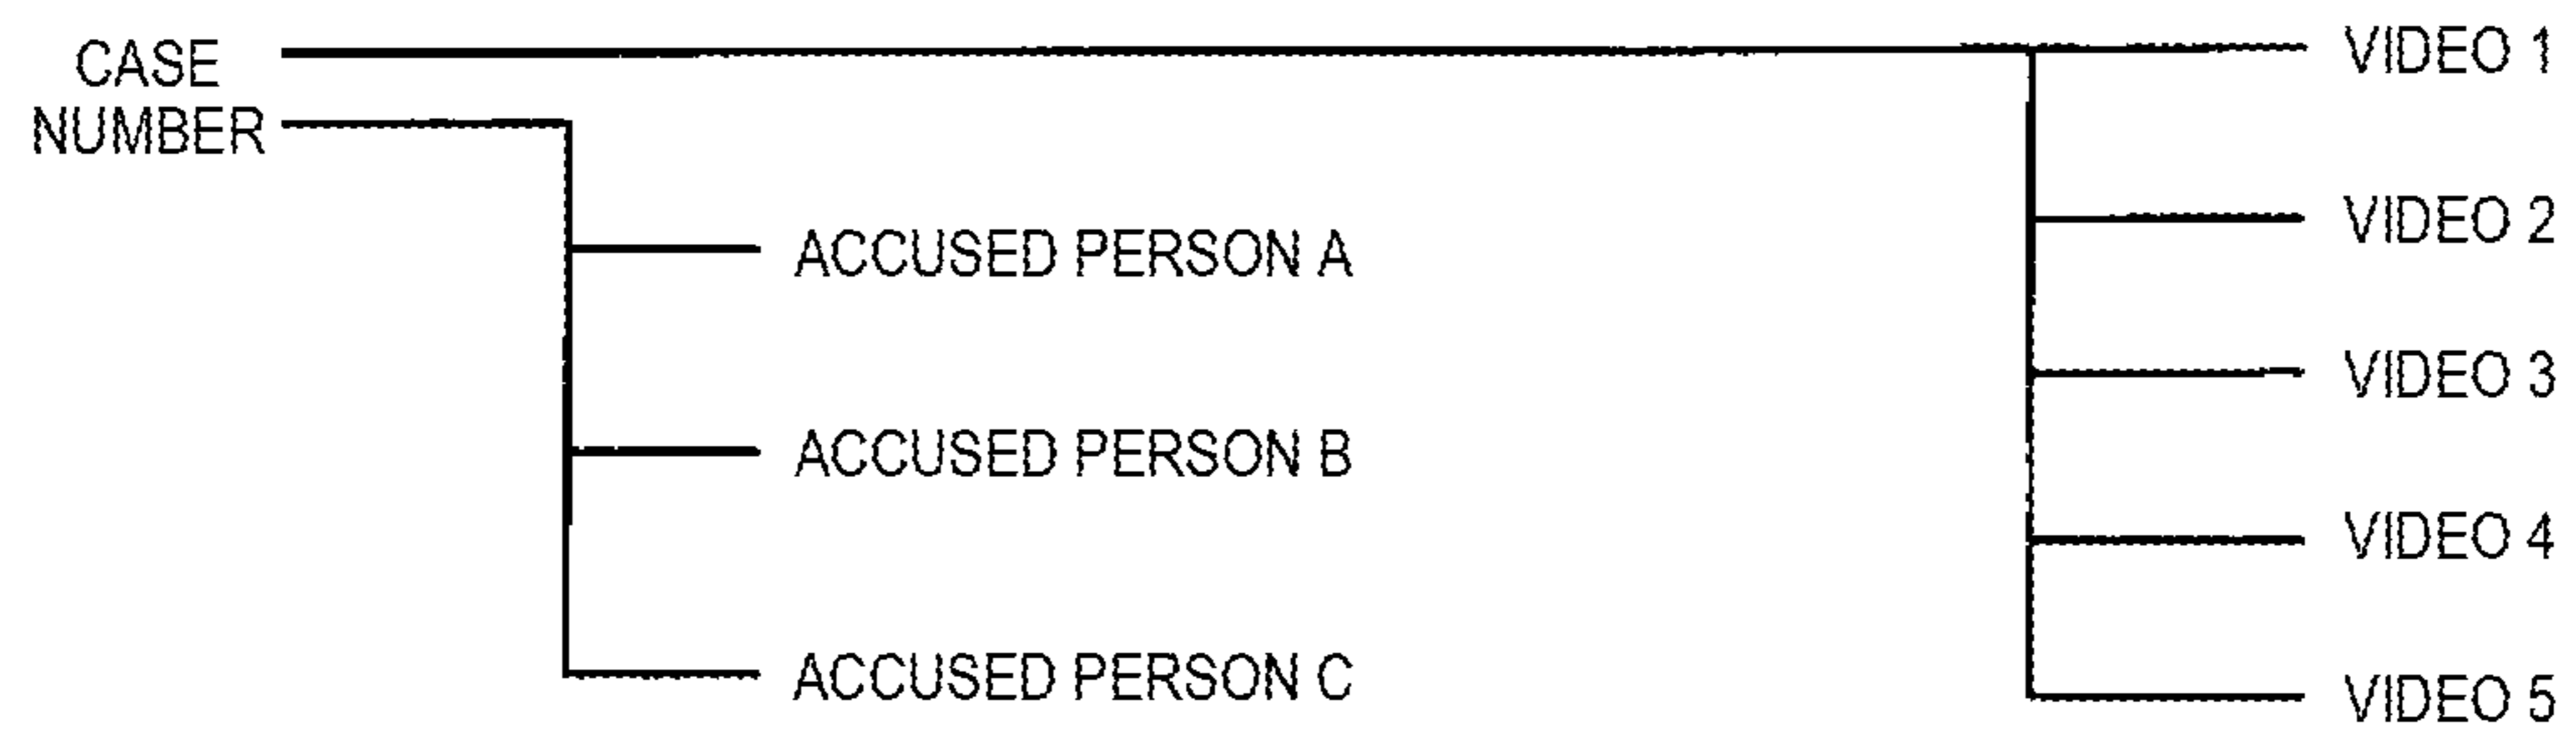 CASE
NUMBER
ACCUSED PERSON A
ACCUSED PERSON B
ACCUSED PERSON C
VIDEO 1
VIDEO 2
VIDEO 3
VIDEO 4
VIDEO 5